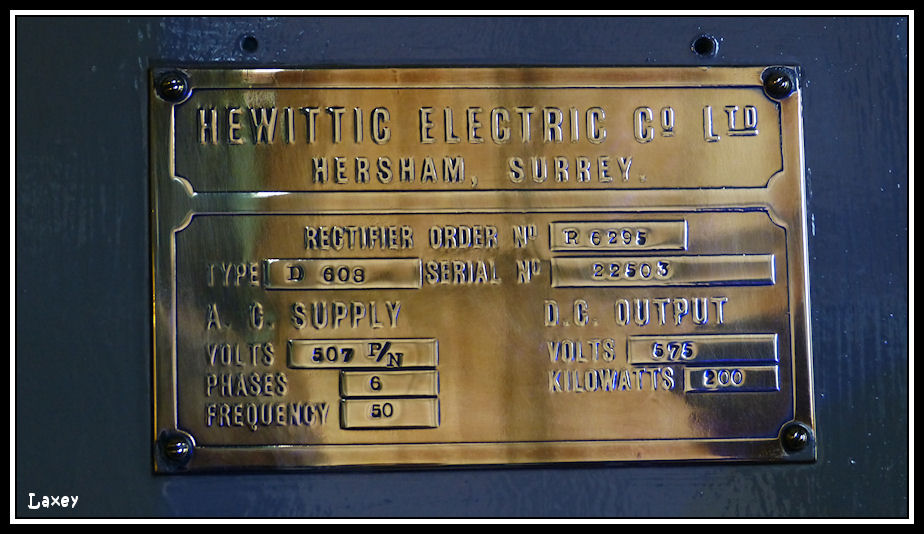 HEWITTIC ELECTRIC Cº LTD
HERSHAM, SURREY.
RECTIFIER ORDER Nº R 6295
TYPE D 608 SERIAL Nº 22503
A. C. SUPPLY D.C. OUTPUT
VOLTS 507 P/N VOLTS 575
PHASES 6 KILOWATTS 200
FREQUENCY 50
Laxey